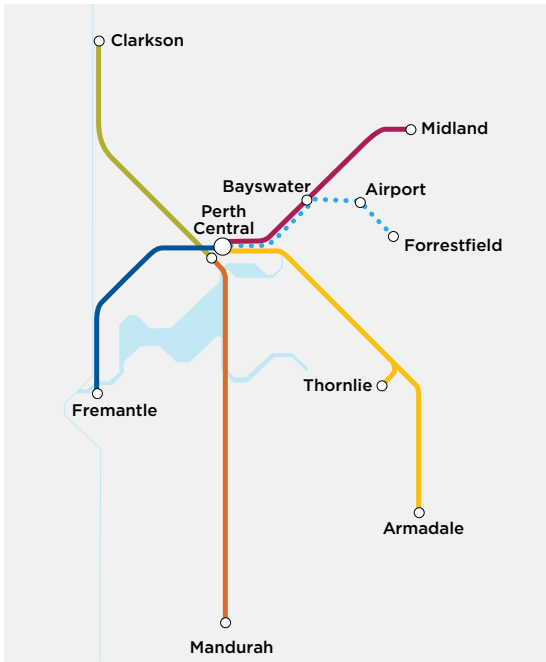 Clarkson
Midland
Bayswater
Airport
Perth
Central
Forrestfield
Thornlie
Fremantle
Armadale
Mandurah